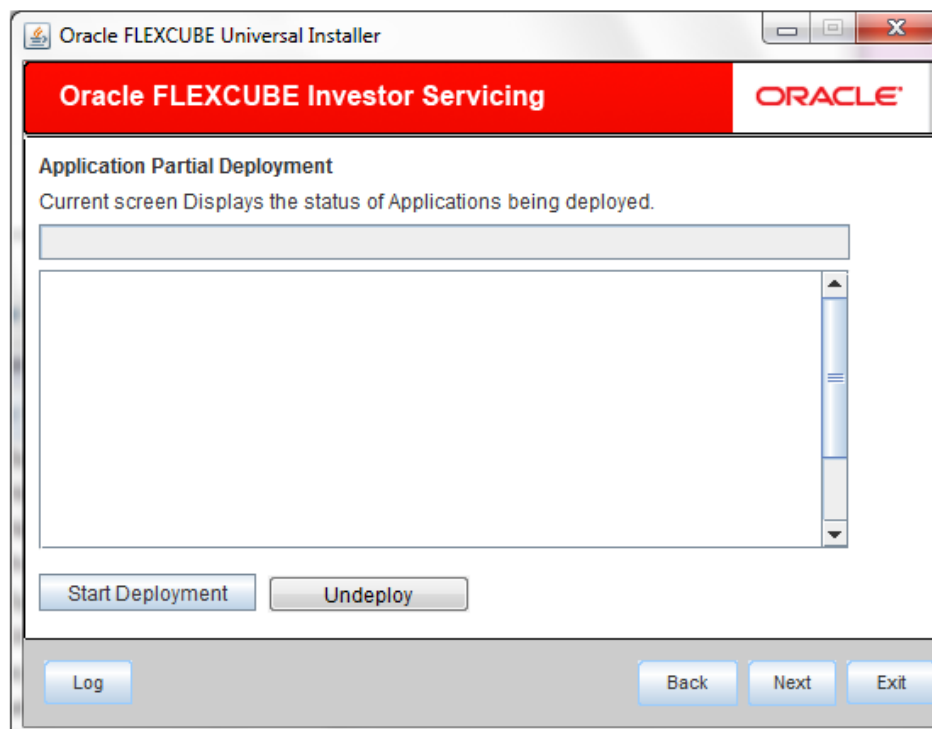 Oracle FLEXCUBE Universal Installer
Oracle FLEXCUBE Investor Servicing
ORACLE
Application Partial Deployment
Current screen Displays the status of Applications being deployed.
Start Deployment Undeploy
Log Back Next Exit